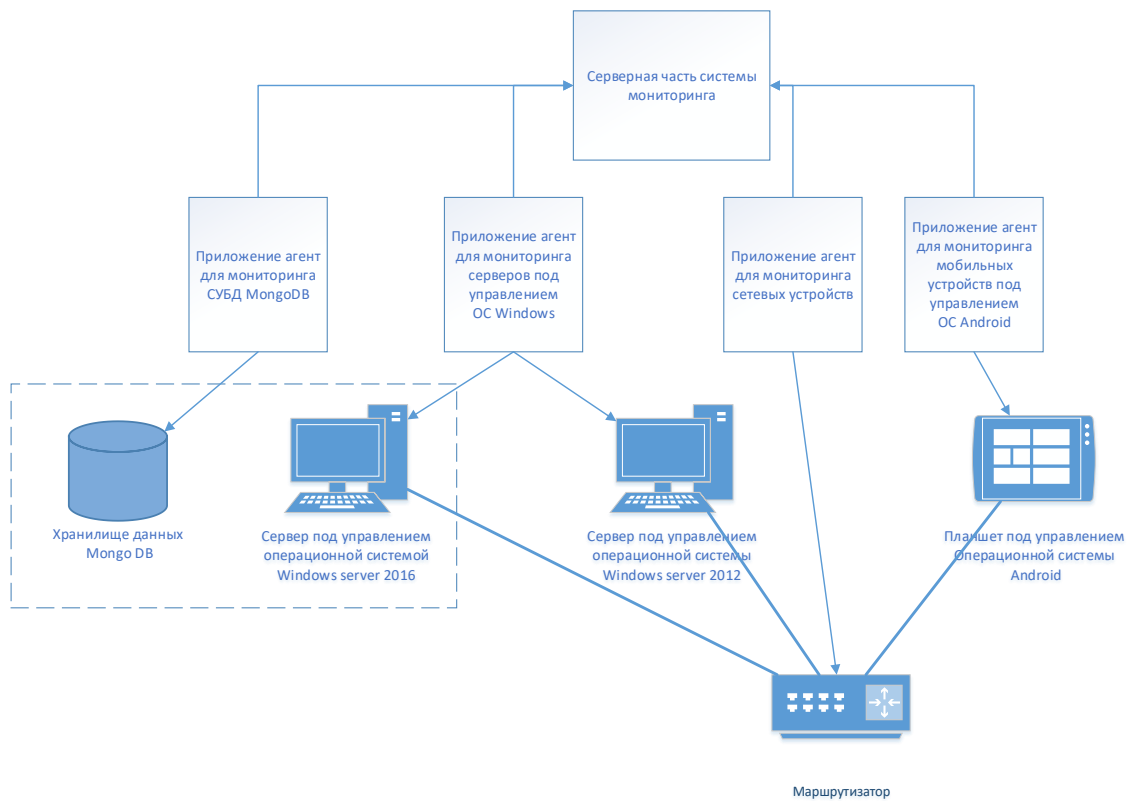 Серверная часть системы
мониторинга
Приложение агент
для мониторинга
СУБД MongoDB
Приложение агент
для мониторинга
серверов под
управлением
ОС Windows
Приложение агент
для мониторинга
сетевых устройств
Приложение агент
для мониторинга
мобильных
устройств под
управлением
ОС Android
Хранилище данных
Mongo DB
Сервер под управлением
операционной системой
Windows server 2016
Сервер под управлением
операционной системы
Windows server 2012
Планшет под управлением
Операционной системы
Android
Маршрутизатор